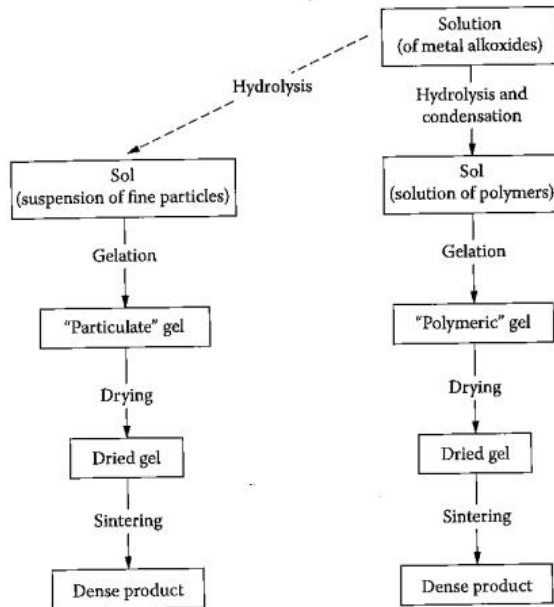 Solution
(of metal alkoxides)
Hydrolysis
Hydrolysis and
condensation
Sol
(suspension of fine particles)
Sol
(solution of polymers)
Gelation
Gelation
“Particulate” gel
“Polymeric” gel
Drying
Drying
Dried gel
Dried gel
Sintering
Sintering
Dense product
Dense product